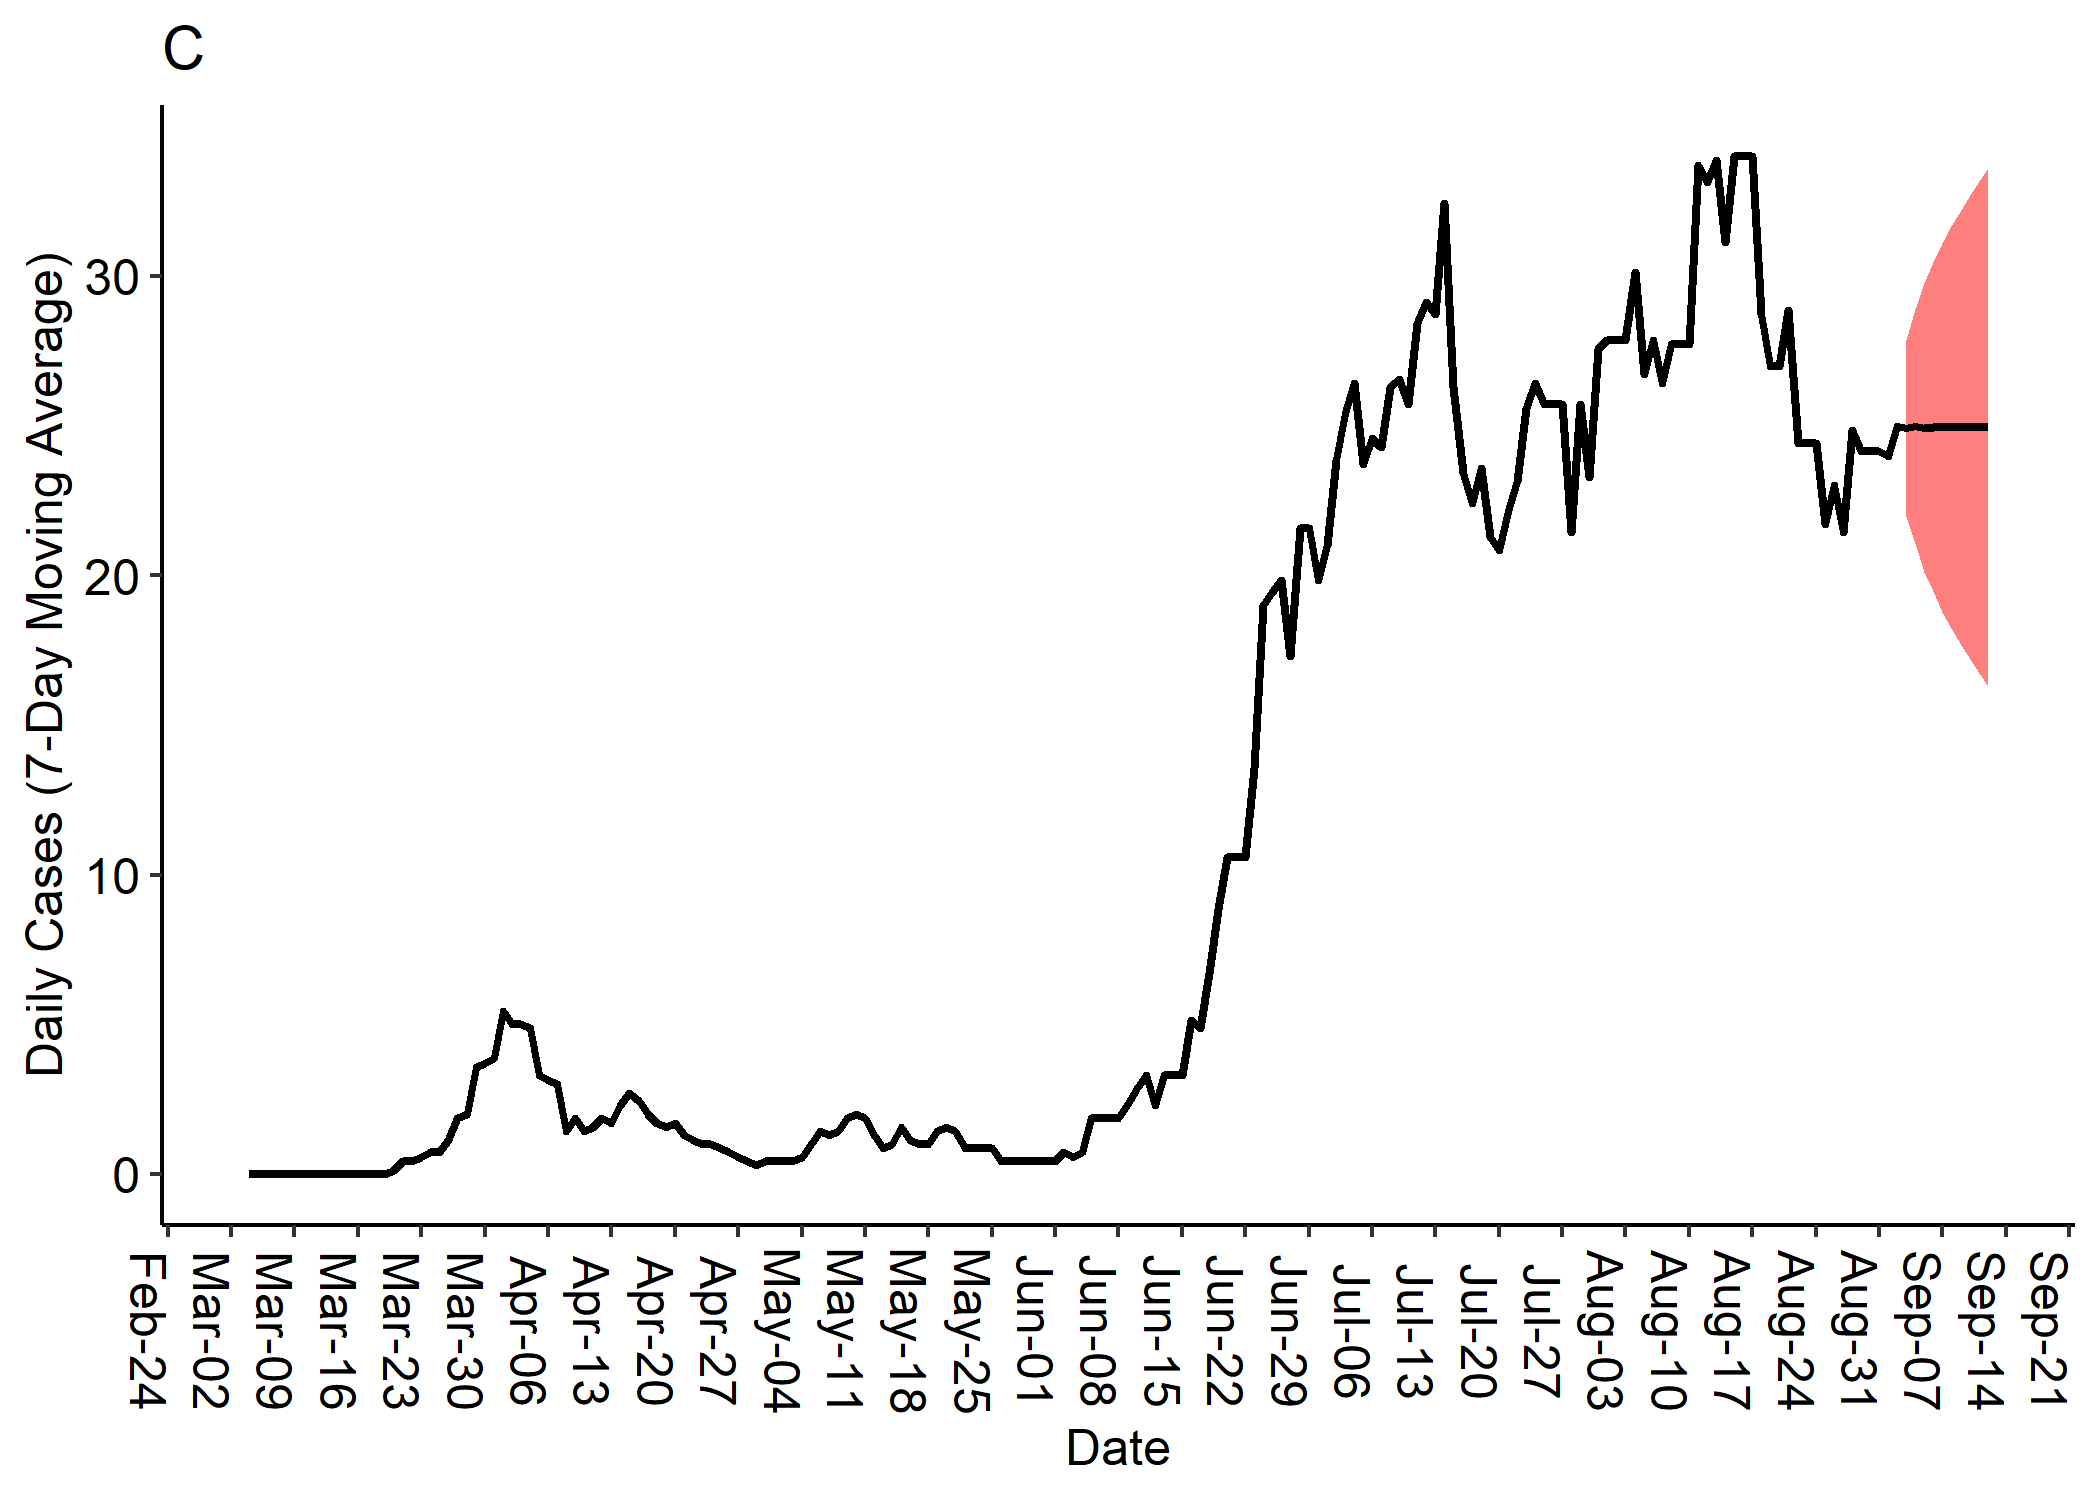 C
Daily Cases (7-Day Moving Average)
30
20
10
0
Feb-24
Mar-02
Mar-09
Mar-16
Mar-23
Mar-30
Apr-06
Apr-13
Apr-20
Apr-27
May-04
May-11
May-18
May-25
Jun-01
Jun-08
Jun-15
Jun-22
Jun-29
Jul-06
Jul-13
Jul-20
Jul-27
Aug-03
Aug-10
Aug-17
Aug-24
Aug-31
Sep-07
Sep-14
Sep-21
Date